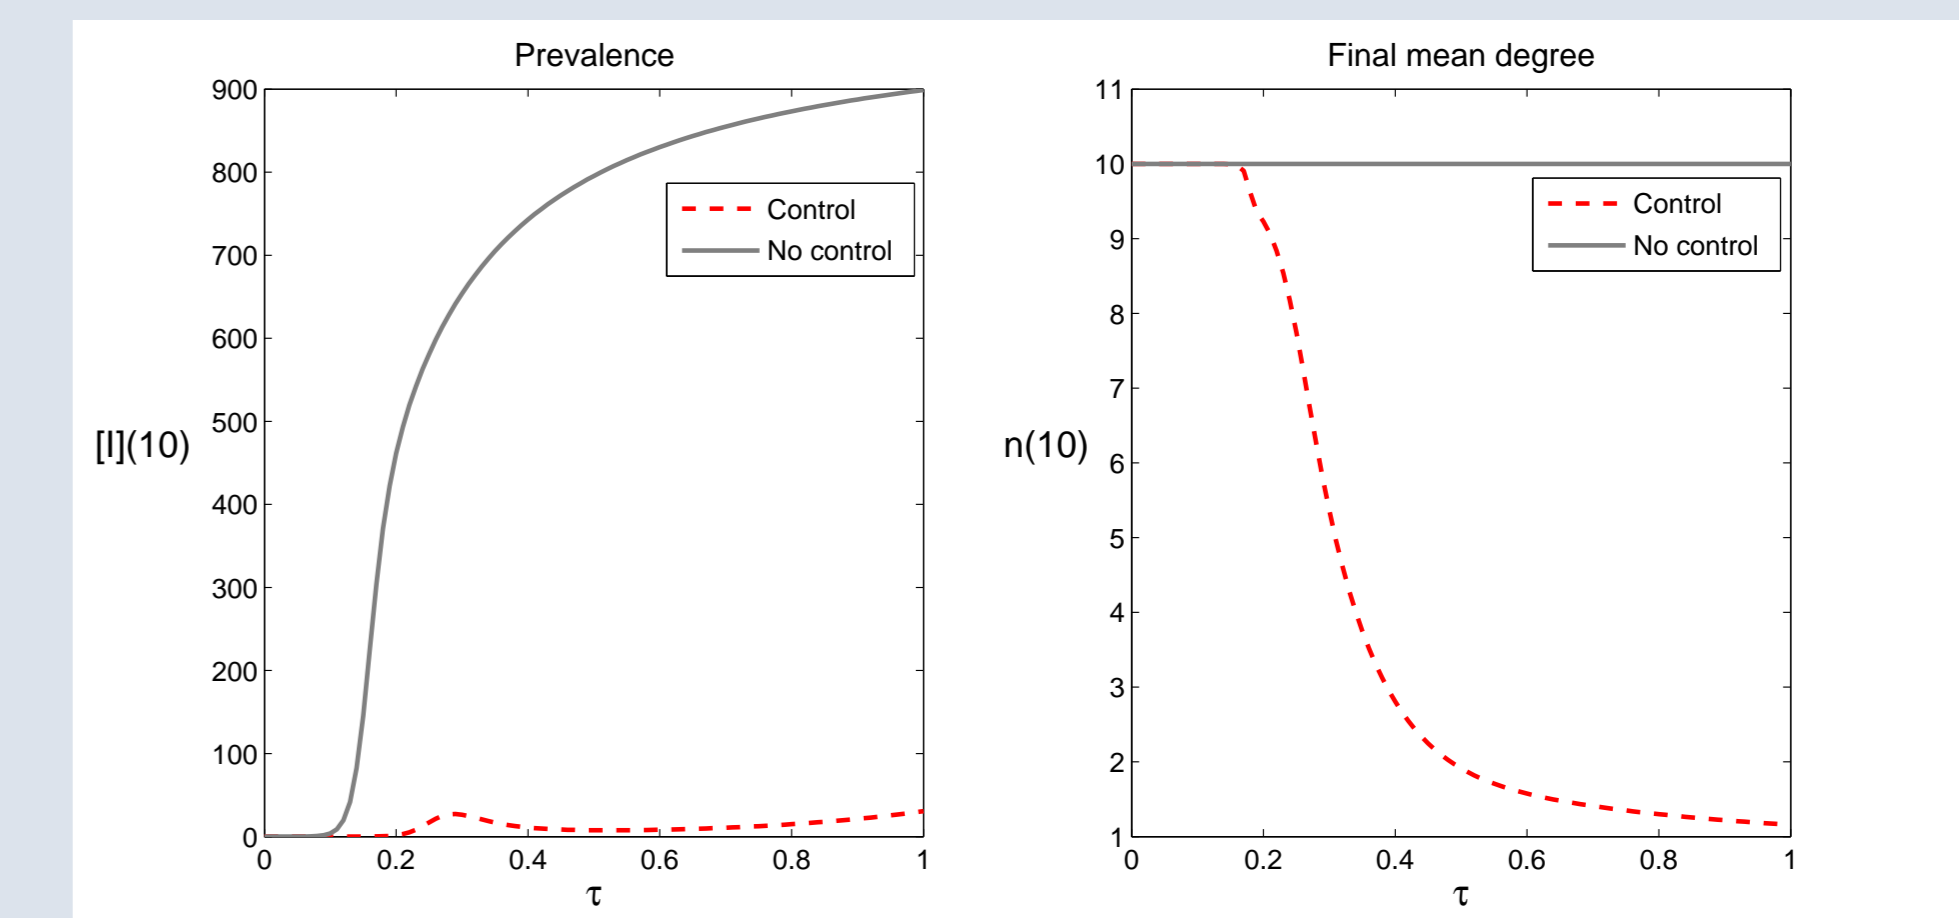 Prevalence
900
800
700
600
500
400
300
200
100
0
[I](10)
0 0.2 0.4 0.6 0.8 1
τ
Control
No control
Final mean degree
11
10
9
8
7
6
5
4
3
2
1
n(10)
0 0.2 0.4 0.6 0.8 1
τ
Control
No control